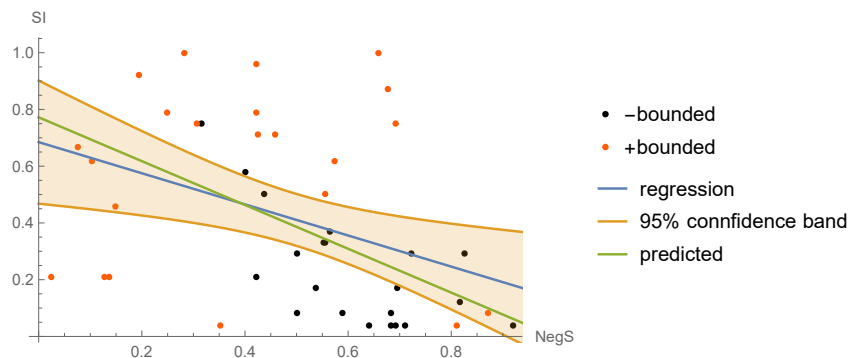 SI
1.0
0.8
0.6
0.4
0.2
0.2 0.4 0.6 0.8
NegS
−bounded
+bounded
regression
95% connfidence band
predicted